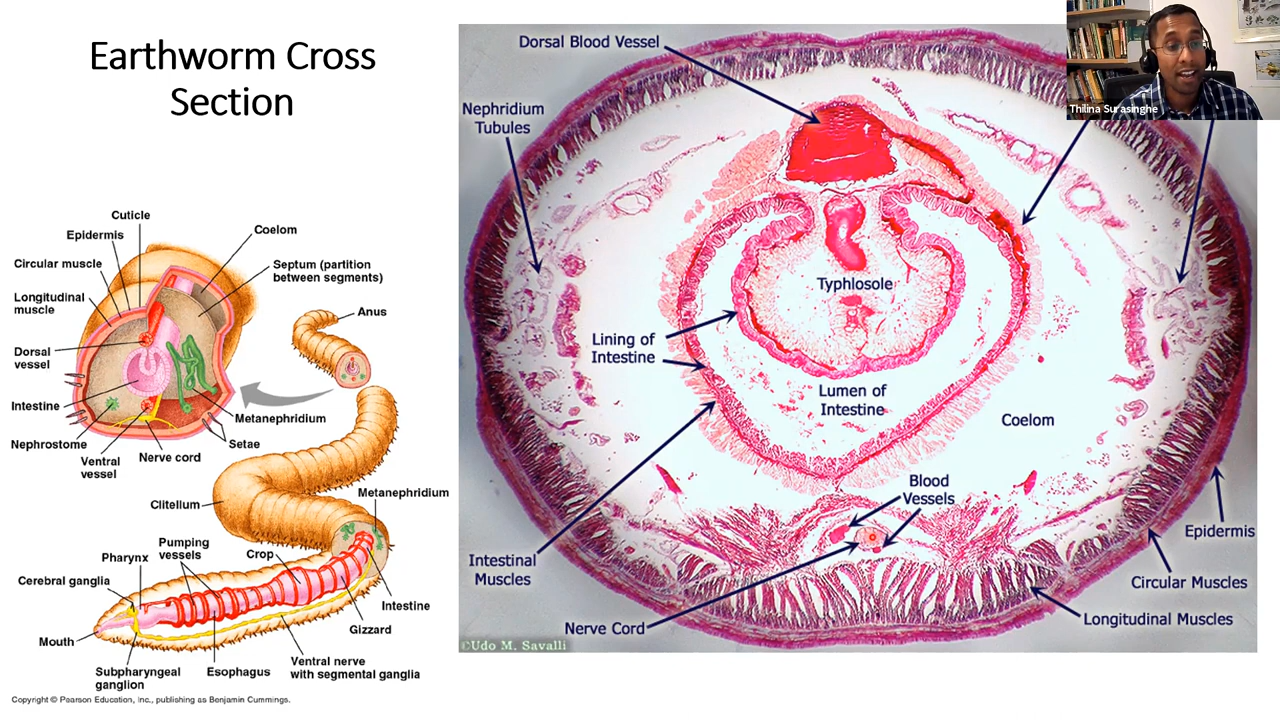 Earthworm Cross
Section
Cuticle
Epidermis
Coelom
Circular muscle
Septum (partition
between segments)
Longitudinal
muscle
Anus
Dorsal
vessel
Intestine
Metanephridium
Nephrostome
Setae
Ventral
vessel
Nerve cord
Metanephridium
Clitellum
Pumping
vessels
Pharynx
Crop
Cerebral ganglia
Intestine
Gizzard
Mouth
Subpharyngeal
ganglion
Esophagus
Ventral nerve
with segmental ganglia
Copyright © Pearson Education, Inc., publishing as Benjamin Cummings.
Dorsal Blood Vessel
Nephridium
Tubules
Typhlosole
Lining of
Intestine
Lumen of
Intestine
Coelom
Blood
Vessels
Epidermis
Intestinal
Muscles
Circular Muscles
Longitudinal Muscles
Nerve Cord
©Udo M. Savalli
Thilina Surasinghe